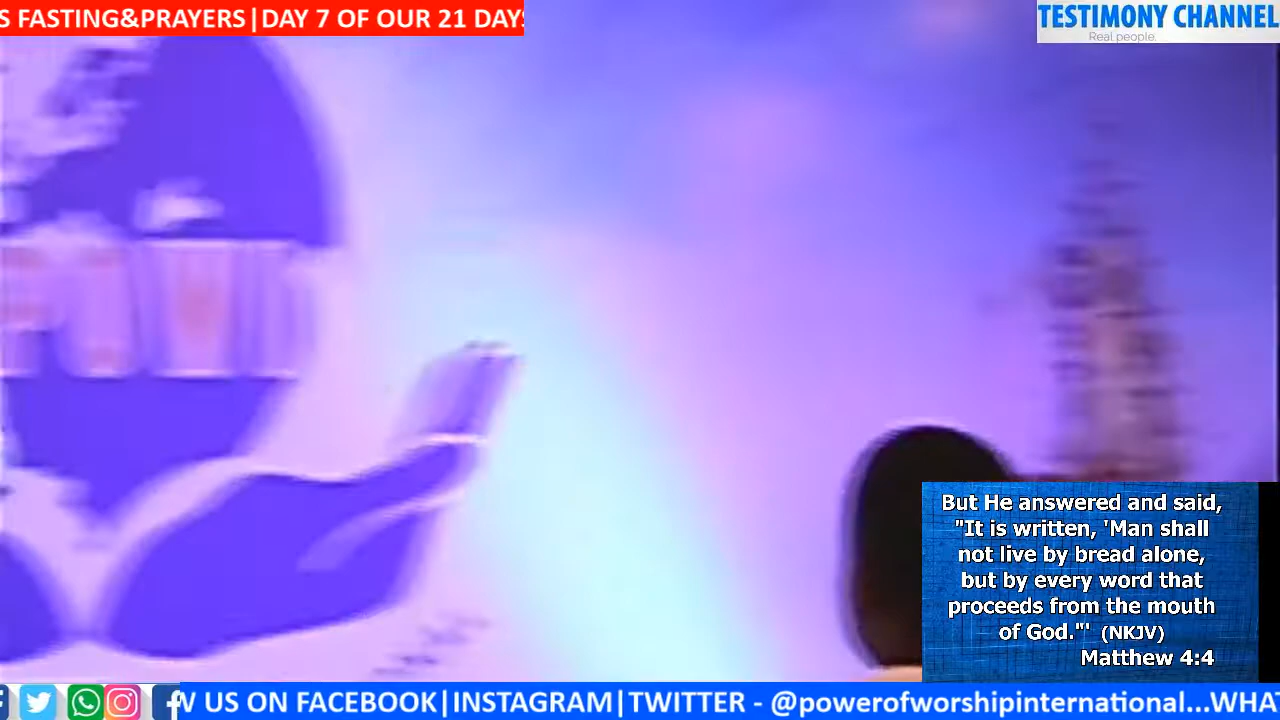 S FASTING&PRAYERS|DAY 7 OF OUR 21 DAYS
TESTIMONY CHANNEL
Real people.
But He answered and said,
"It is written, 'Man shall
not live by bread alone,
but by every word that
proceeds from the mouth
of God."' (NKJV)
Matthew 4:4
W US ON FACEBOOK|INSTAGRAM|TWITTER - @powerofworshipinternational...WHA